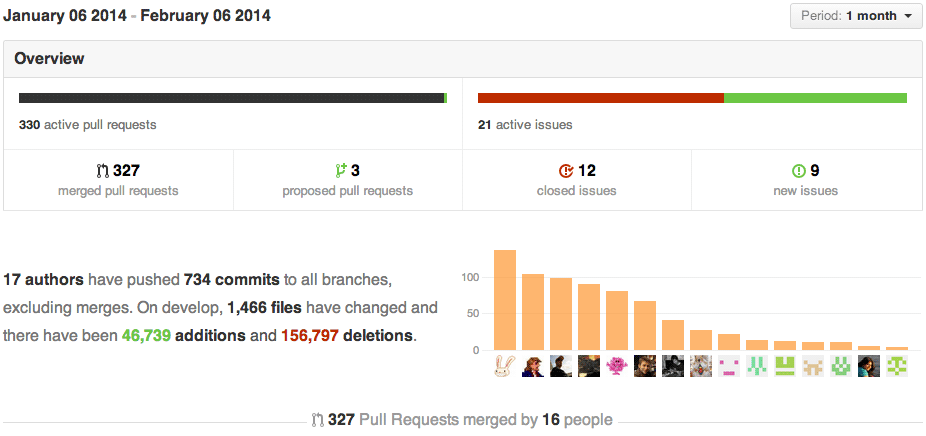 January 06 2014 - February 06 2014
Period: 1 month
Overview
330 active pull requests
21 active issues
327
merged pull requests
3
proposed pull requests
12
closed issues
9
new issues
17 authors have pushed 734 commits to all branches,
excluding merges. On develop, 1,466 files have changed and
there have been 46,739 additions and 156,797 deletions.
100
50
0
327 Pull Requests merged by 16 people